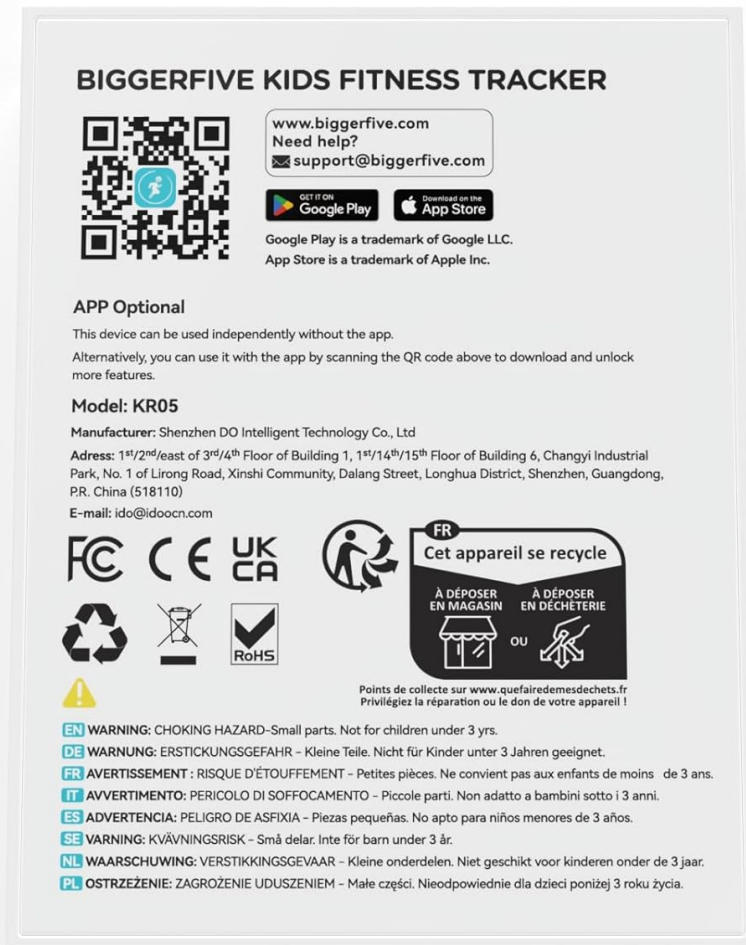 BIGGERFIVE KIDS FITNESS TRACKER
www.biggerfive.com
Need help?
support@biggerfive.com
GET IT ON
Google Play
Download on the
App Store
Google Play is a trademark of Google LLC.
App Store is a trademark of Apple Inc.
APP Optional
This device can be used independently without the app.
Alternatively, you can use it with the app by scanning the QR code above to download and unlock
more features.
Model: KR05
Manufacturer: Shenzhen DO Intelligent Technology Co., Ltd
Adress: 1st/2nd/east of 3rd/4th Floor of Building 1, 1st/14th/15th Floor of Building 6, Changyi Industrial
Park, No. 1 of Lirong Road, Xinshi Community, Dalang Street, Longhua District, Shenzhen, Guangdong,
P.R. China (518110)
E-mail: ido@idoocn.com
FC CE UK
CA
RoHS
FR
Cet appareil se recycle
À DÉPOSER
EN MAGASIN
OU
À DÉPOSER
EN DÉCHÈTERIE
Points de collecte sur www.quefairedemesdechets.fr
Privilégiez la réparation ou le don de votre appareil !
EN WARNING: CHOKING HAZARD-Small parts. Not for children under 3 yrs.
DE WARNUNG: ERSTICKUNGSGEFAHR – Kleine Teile. Nicht für Kinder unter 3 Jahren geeignet.
FR AVERTISSEMENT : RISQUE D'ÉTOUFFEMENT – Petites pièces. Ne convient pas aux enfants de moins de 3 ans.
IT AVVERTIMENTO: PERICOLO DI SOFFOCAMENTO – Piccole parti. Non adatto a bambini sotto i 3 anni.
ES ADVERTENCIA: PELIGRO DE ASFIXIA – Piezas pequeñas. No apto para niños menores de 3 años.
SE VARNING: KVÄVNINGSRISK – Små delar. Inte för barn under 3 år.
NL WAARSCHUWING: VERSTIKKINGSGEVAAR – Kleine onderdelen. Niet geschikt voor kinderen onder de 3 jaar.
PL OSTRZEŻENIE: ZAGROŻENIE UDUSZENIEM – Małe części. Nieodpowiednie dla dzieci poniżej 3 roku życia.